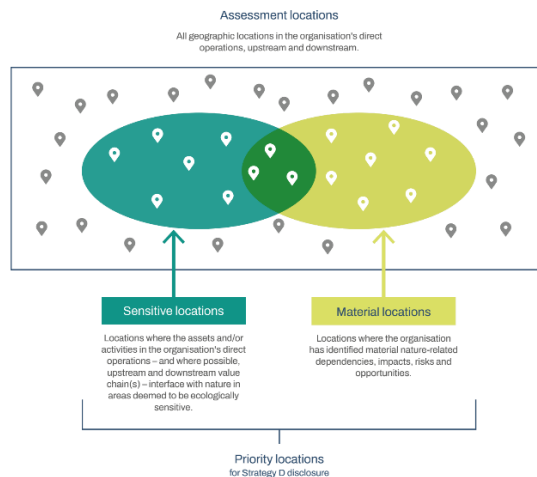 Assessment locations
All geographic locations in the organisation's direct
operations, upstream and downstream.
Sensitive locations
Locations where the assets and/or
activities in the organisation's direct
operations – and where possible,
upstream and downstream value
chain(s) – interface with nature in
areas deemed to be ecologically
sensitive.
Material locations
Locations where the organisation
has identified material nature-related
dependencies, impacts, risks and
opportunities.
Priority locations
for Strategy D disclosure